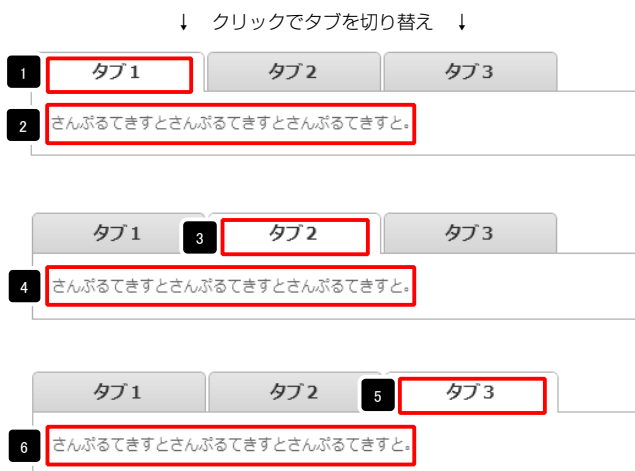 ↓ クリックでタブを切り替え ↓
1 タブ1 タブ2 タブ3
2 さんぷるてきすとさんぷるてきすとさんぷるてきすと。
タブ1 3 タブ2 タブ3
4 さんぷるてきすとさんぷるてきすとさんぷるてきすと。
タブ1 タブ2 5 タブ3
6 さんぷるてきすとさんぷるてきすとさんぷるてきすと。